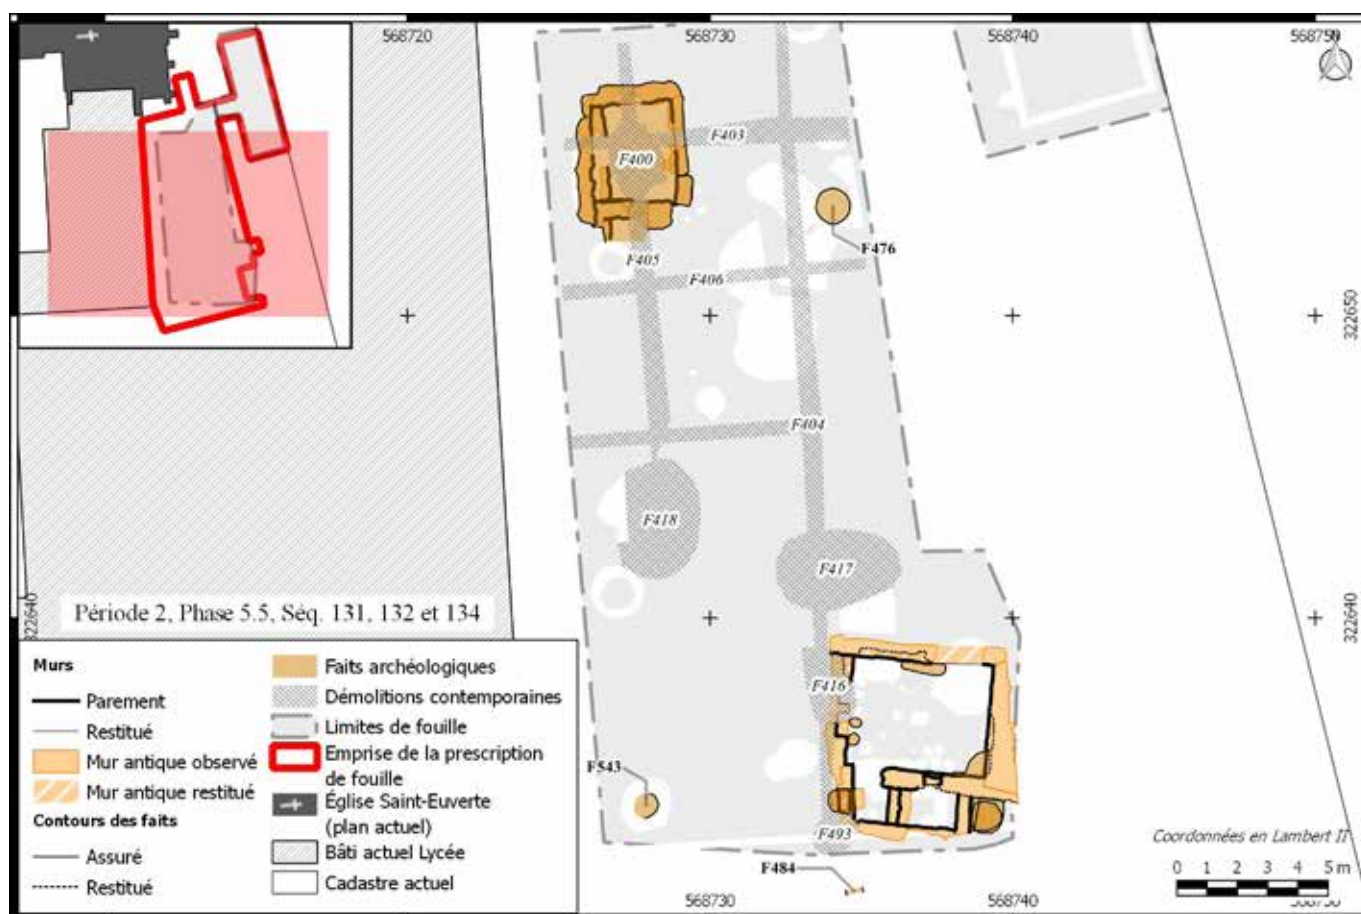 568720
568730
568740
568750
F403
F400
F476
F405
F406
322650
F404
F418
F417
322640
322640
Période 2, Phase 5.5, Séq. 131, 132 et 134
F416
F543
F493
F484
Murs
Parement
Restitué
Mur antique observé
Mur antique restitué
Contours des faits
Assuré
Restitué
Faits archéologiques
Démolitions contemporaines
Limites de fouille
Emprise de la prescription
de fouille
Église Saint-Euverte
(plan actuel)
Bâti actuel Lycée
Cadastre actuel
Coordonnées en Lambert II
0 1 2 3 4 5 m
568730
568740